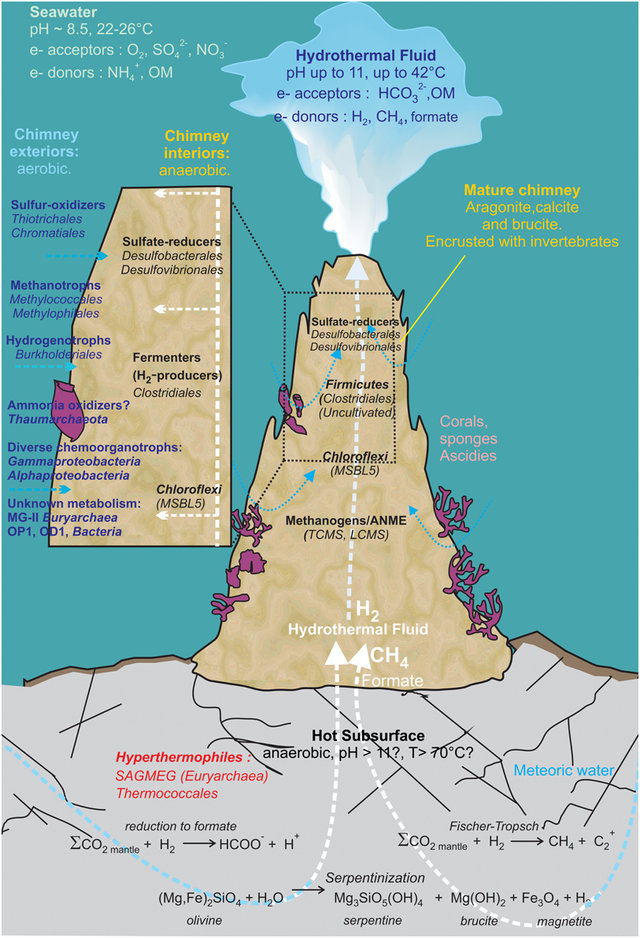 Seawater
pH ~ 8.5, 22-26°C
e- acceptors : O₂, SO₄²⁻, NO₃⁻
e- donors : NH₄⁺, OM
Hydrothermal Fluid
pH up to 11, up to 42°C
e- acceptors : HCO₃²⁻,OM
e- donors : H₂, CH₄, formate
Chimney
exteriors:
aerobic.
Chimney
interiors:
anaerobic.
Mature chimney
Aragonite,calcite
and brucite.
Encrusted with invertebrates
Sulfur-oxidizers
Thiotrichales
Chromatiales
Sulfate-reducers
Desulfobacterales
Desulfovibrionales
Methanotrophs
Methylococcales
Methylophilales
Hydrogenotrophs
Burkholderiales
Fermenters
(H₂-producers)
Clostridiales
Ammonia oxidizers?
Thaumarchaeota
Diverse chemoorganotrophs:
Gammaproteobacteria
Alphaproteobacteria
Chloroflexi
(MSBL5)
Unknown metabolism:
MG-II Euryarchaea
OP1, OD1, Bacteria
Sulfate-reducers
Desulfobacterales
Desulfovibrionales
Firmicutes
(Clostridiales)
(Uncultivated)
Chloroflexi
(MSBL5)
Methanogens/ANME
(TCMS, LCMS)
Corals,
sponges
Ascidies
H₂
Hydrothermal Fluid
CH₄
Formate
Hot Subsurface
anaerobic, pH > 11?, T> 70°C?
Hyperthermophiles :
SAGMEG (Euryarchaea)
Thermococcales
Meteoric water
reduction to formate
ΣCO₂ mantle + H₂ → HCOO⁻ + H⁺
Fischer-Tropsch
ΣCO₂ mantle + H₂ → CH₄ + C₂⁺
Serpentinization
(Mg,Fe)₂SiO₄ + H₂O → Mg₃SiO₅(OH)₄ + Mg(OH)₂ + Fe₃O₄ + H₂
olivine serpentine brucite magnetite